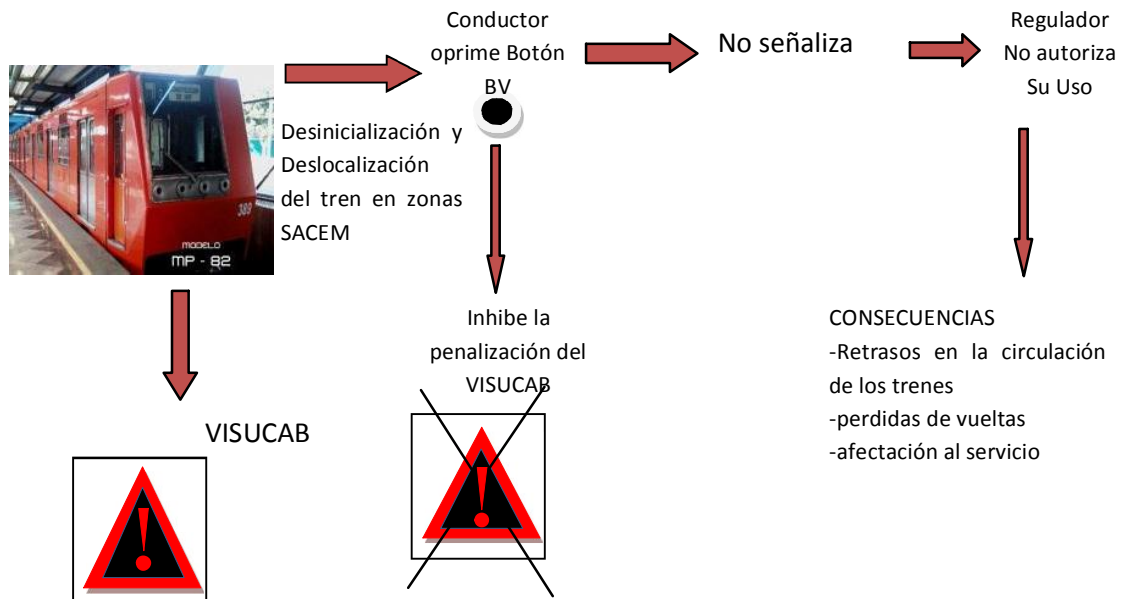 Conductor
oprime Botón
BV
No señaliza
Regulador
No autoriza
Su Uso
Desinicialización y
Deslocalización
del tren en zonas
SACEM
389
MODELO
MP - 82
Inhibe la
penalización del
VISUCAB
CONSECUENCIAS
-Retrasos en la circulación
de los trenes
-perdidas de vueltas
-afectación al servicio
VISUCAB